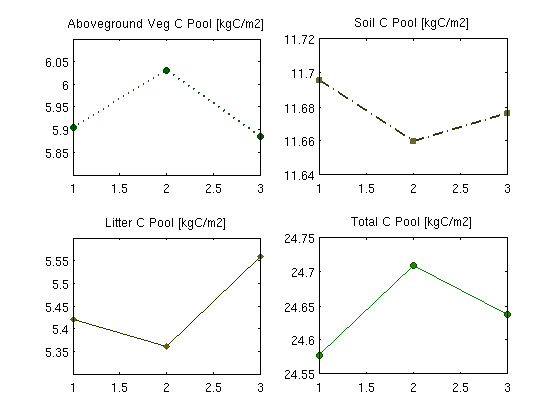 Aboveground Veg C Pool [kgC/m2]
6.05
6
5.95
5.9
5.85
1 1.5 2 2.5 3
Soil C Pool [kgC/m2]
11.72
11.7
11.68
11.66
11.64
1 1.5 2 2.5 3
Litter C Pool [kgC/m2]
5.55
5.5
5.45
5.4
5.35
1 1.5 2 2.5 3
Total C Pool [kgC/m2]
24.75
24.7
24.65
24.6
24.55
1 1.5 2 2.5 3